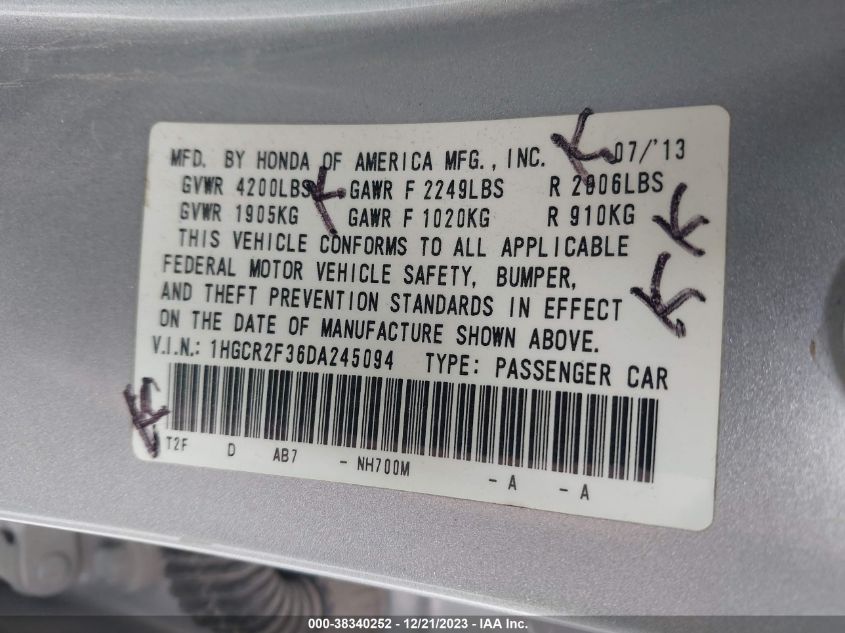 MFD. BY HONDA OF AMERICA MFG., INC. 07/'13
GVWR 4200LBS GAWR F 2249LBS R 2006LBS
GVWR 1905KG GAWR F 1020KG R 910KG
THIS VEHICLE CONFORMS TO ALL APPLICABLE
FEDERAL MOTOR VEHICLE SAFETY, BUMPER,
AND THEFT PREVENTION STANDARDS IN EFFECT
ON THE DATE OF MANUFACTURE SHOWN ABOVE.
V.I.N.: 1HGCR2F36DA245094 TYPE: PASSENGER CAR
T2F D AB7 - NH700M - A - A
000-38340252 - 12/21/2023 - IAA Inc.